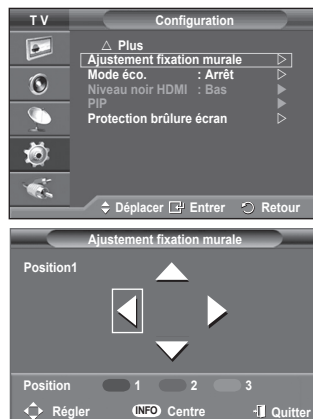 TV Configuration
△ Plus
Ajustement fixation murale ▷
Mode éco. : Arrêt ▷
Niveau noir HDMI : Bas ▶
PIP ▶
Protection brûlure écran ▷
Déplacer Entrer Retour
Ajustement fixation murale
Position1
Position 1 2 3
Régler INFO Centre Quitter